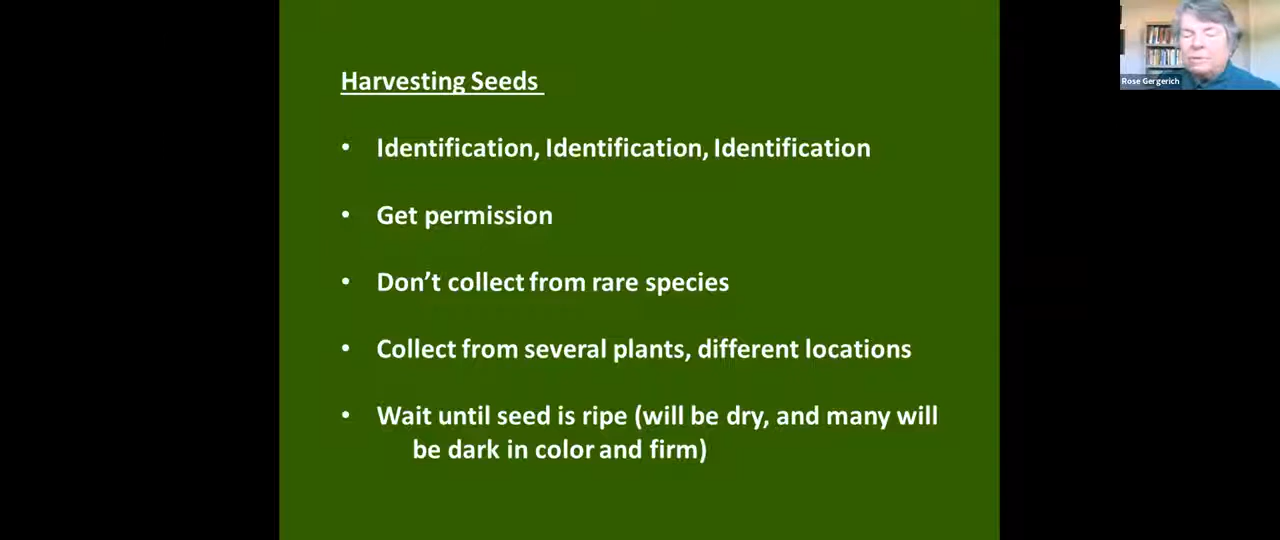 Harvesting Seeds
• Identification, Identification, Identification
• Get permission
• Don’t collect from rare species
• Collect from several plants, different locations
• Wait until seed is ripe (will be dry, and many will
be dark in color and firm)
Rose Gergerich